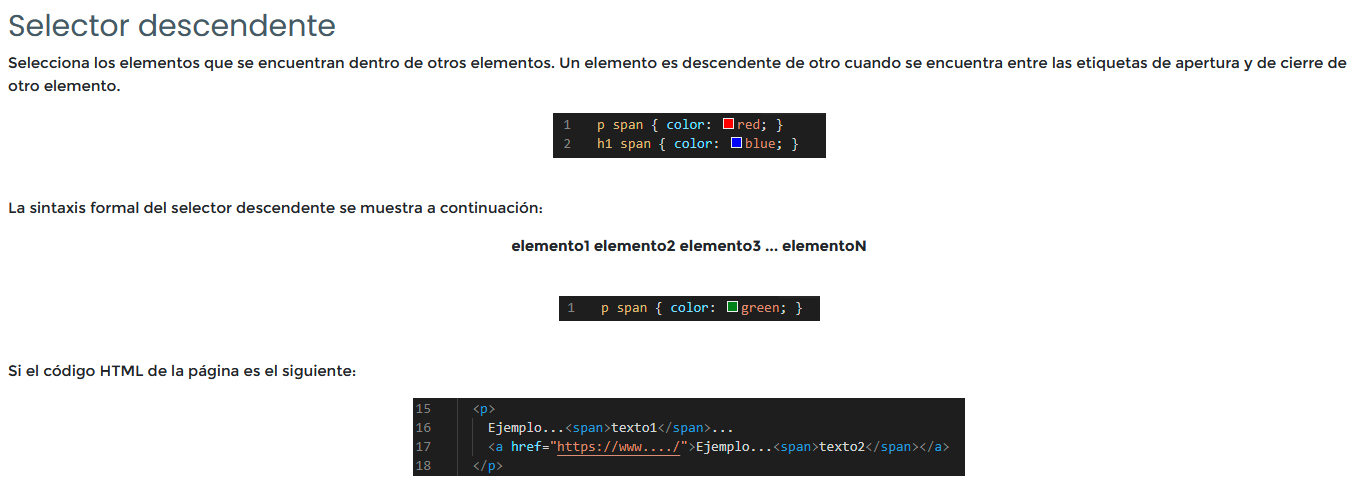 Selector descendente
Selecciona los elementos que se encuentran dentro de otros elementos. Un elemento es descendente de otro cuando se encuentra entre las etiquetas de apertura y de cierre de
otro elemento.
1 p span { color: red; }
2 h1 span { color: blue; }
La sintaxis formal del selector descendente se muestra a continuación:
elemento1 elemento2 elemento3 ... elementoN
1 p span { color: green; }
Si el código HTML de la página es el siguiente:
15 <p>
16 Ejemplo...<span>texto1</span>...
17 <a href="https://www..../">Ejemplo...<span>texto2</span></a>
18 </p>